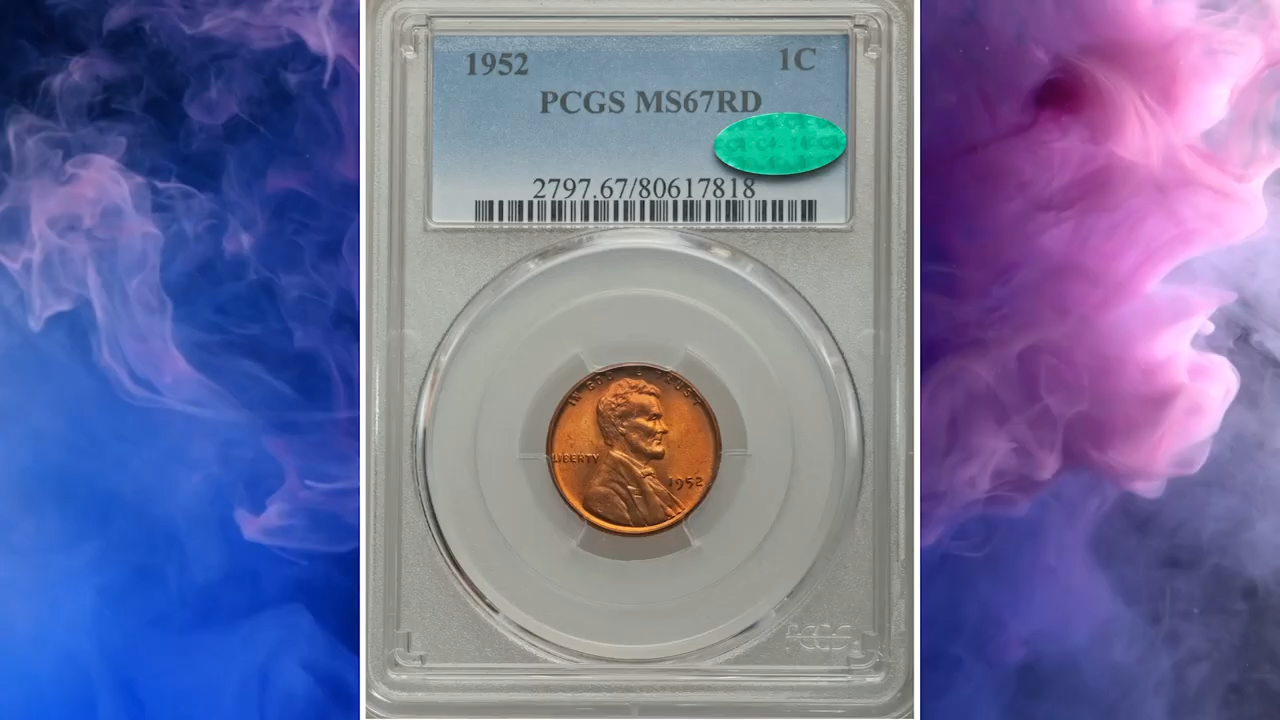 1952 1C
PCGS MS67RD
2797.67/80617818
IN GOD WE TRUST
LIBERTY
1952
PCGS